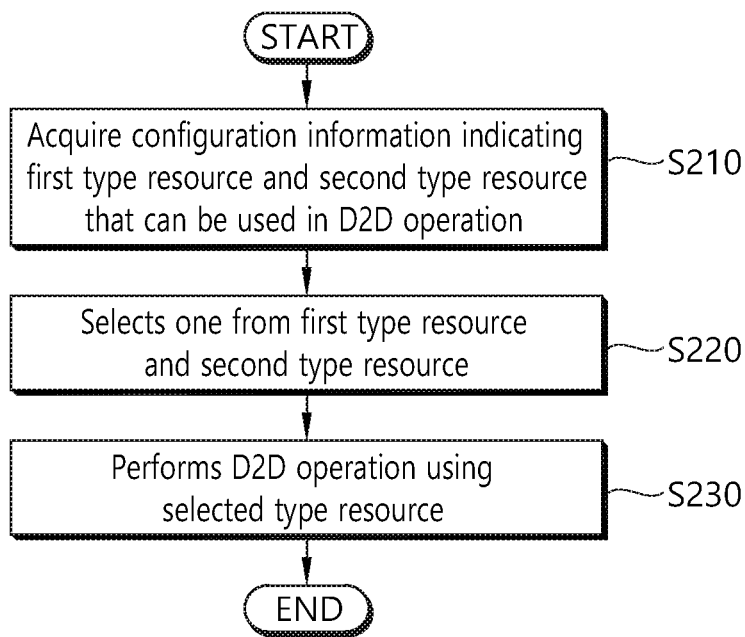 START
Acquire configuration information indicating
first type resource and second type resource
that can be used in D2D operation
S210
Selects one from first type resource
and second type resource
S220
Performs D2D operation using
selected type resource
S230
END